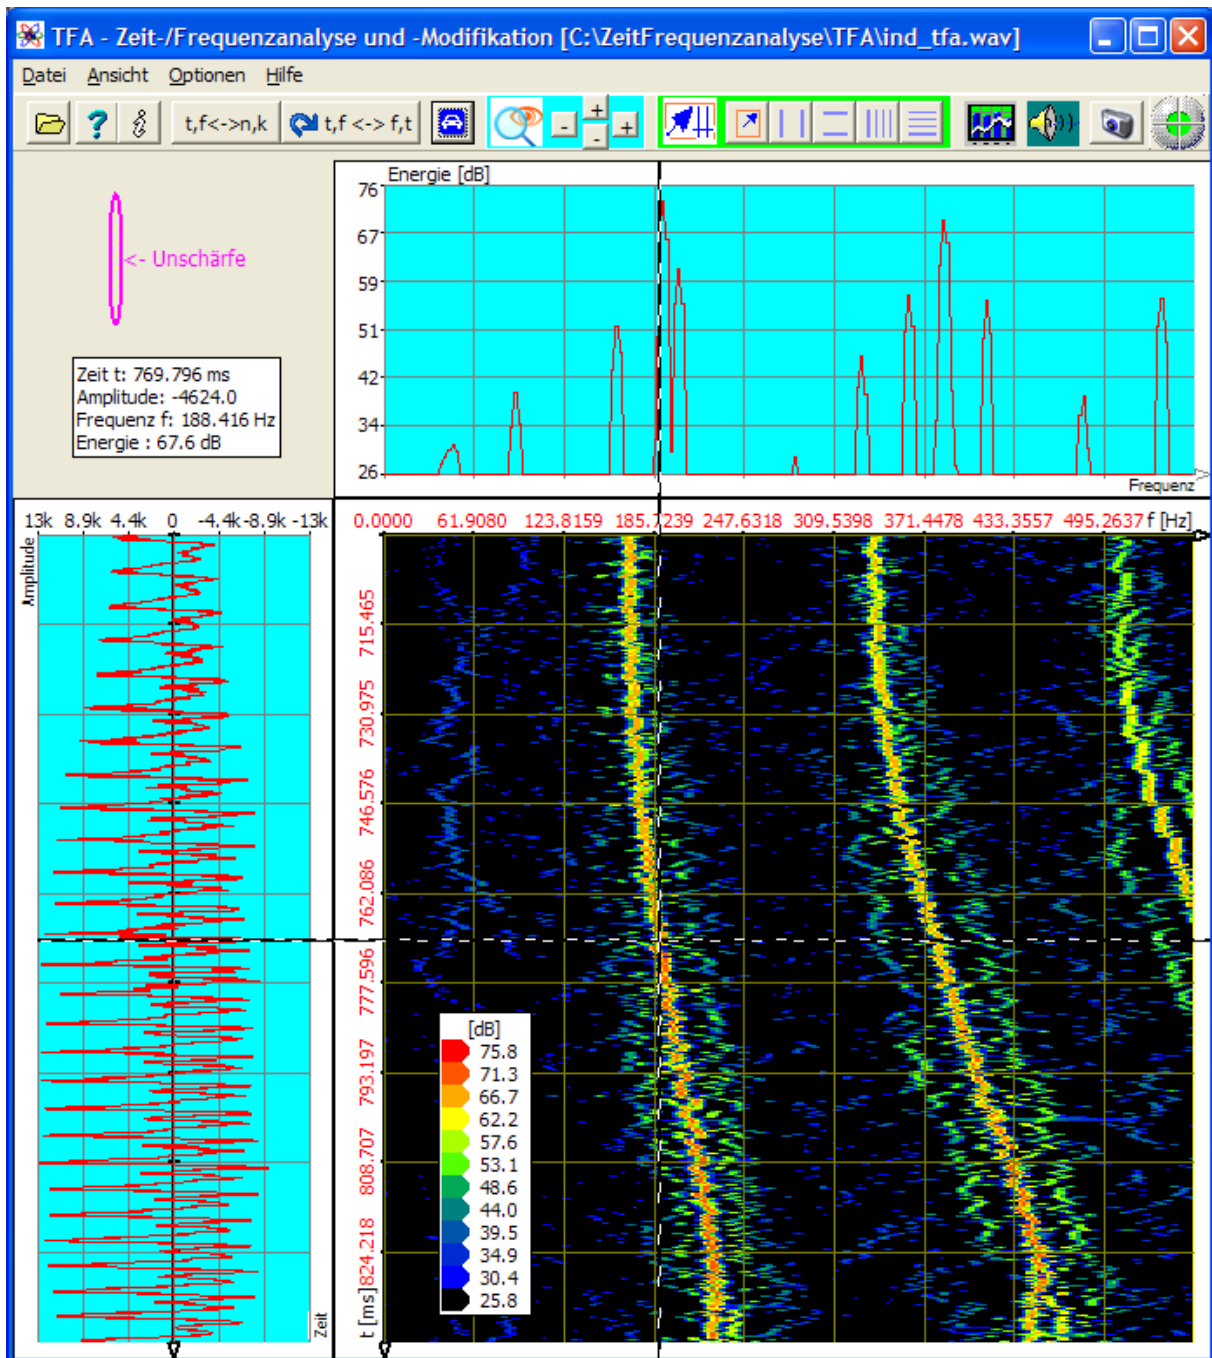 TFA - Zeit-/Frequenzanalyse und -Modifikation [C:\ZeitFrequenzanalyse\TFA\ind_tfa.wav]
Datei Ansicht Optionen Hilfe
t,f<->n,k t,f <-> f,t - + - +
Energie [dB]
76
67
59
51
42
34
26
Frequenz
<- Unschärfe
Zeit t: 769.796 ms
Amplitude: -4624.0
Frequenz f: 188.416 Hz
Energie : 67.6 dB
13k 8.9k 4.4k 0 -4.4k -8.9k -13k
Amplitude
Zeit
0.0000 61.9080 123.8159 185.7239 247.6318 309.5398 371.4478 433.3557 495.2637 f [Hz]
715.465
730.975
746.576
762.086
777.596
793.197
808.707
824.218
t [ms]
[dB]
75.8
71.3
66.7
62.2
57.6
53.1
48.6
44.0
39.5
34.9
30.4
25.8